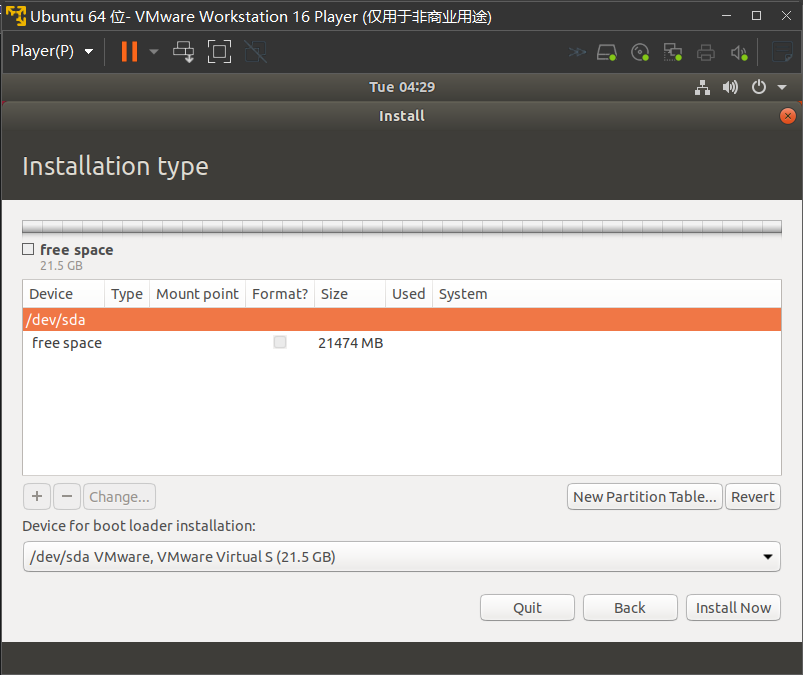 Ubuntu 64 位- VMware Workstation 16 Player (仅用于非商业用途)
Player(P)
Tue 04:29
Install
Installation type
free space
21.5 GB
Device Type Mount point Format? Size Used System
/dev/sda
free space 21474 MB
+ − Change... New Partition Table... Revert
Device for boot loader installation:
/dev/sda VMware, VMware Virtual S (21.5 GB)
Quit Back Install Now